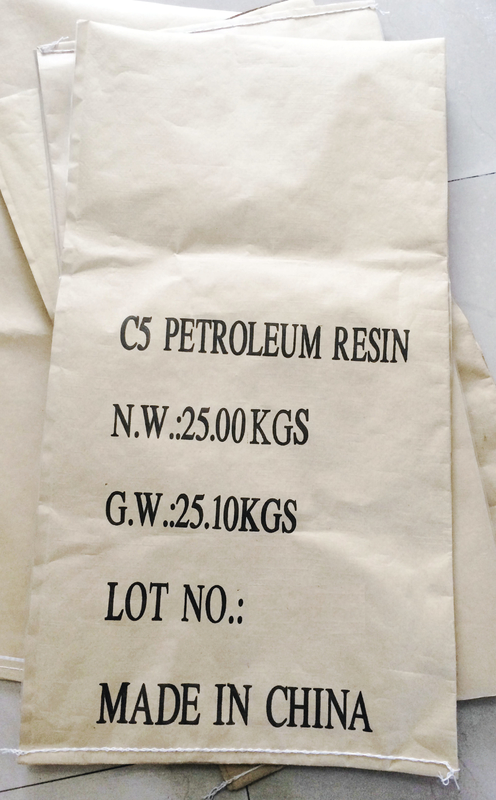 C5 PETROLEUM RESIN
N.W.:25.00KGS
G.W.:25.10KGS
LOT NO.:
MADE IN CHINA